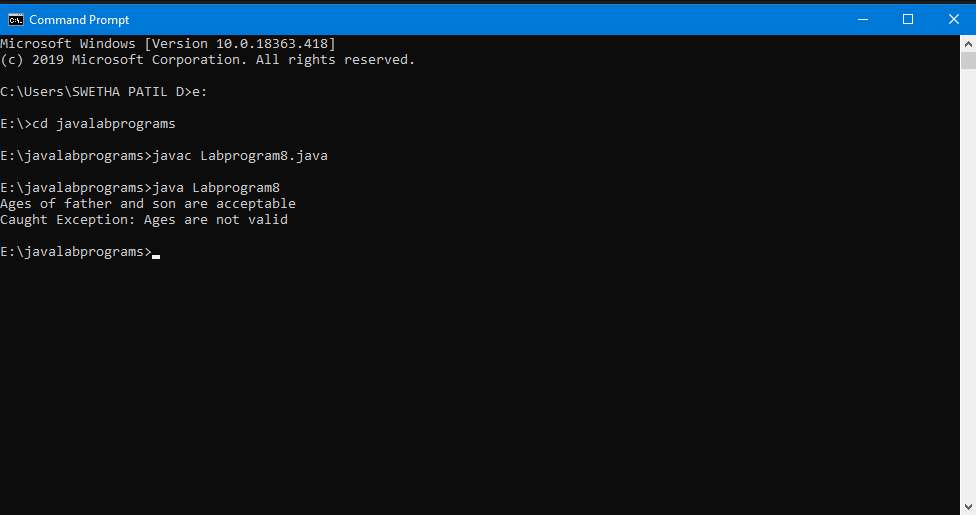 Command Prompt
Microsoft Windows [Version 10.0.18363.418]
(c) 2019 Microsoft Corporation. All rights reserved.
C:\Users\SWETHA PATIL D>e:
E:\>cd javalabprograms
E:\javalabprograms>javac Labprogram8.java
E:\javalabprograms>java Labprogram8
Ages of father and son are acceptable
Caught Exception: Ages are not valid
E:\javalabprograms>